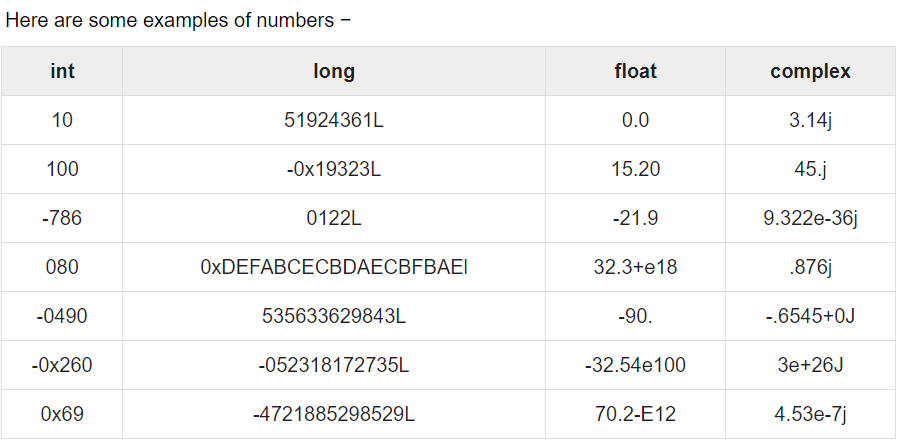 Here are some examples of numbers −
int long float complex
10 51924361L 0.0 3.14j
100 -0x19323L 15.20 45.j
-786 0122L -21.9 9.322e-36j
080 0xDEFABCECBDAECBFBAEl 32.3+e18 .876j
-0490 535633629843L -90. -.6545+0J
-0x260 -052318172735L -32.54e100 3e+26J
0x69 -4721885298529L 70.2-E12 4.53e-7j